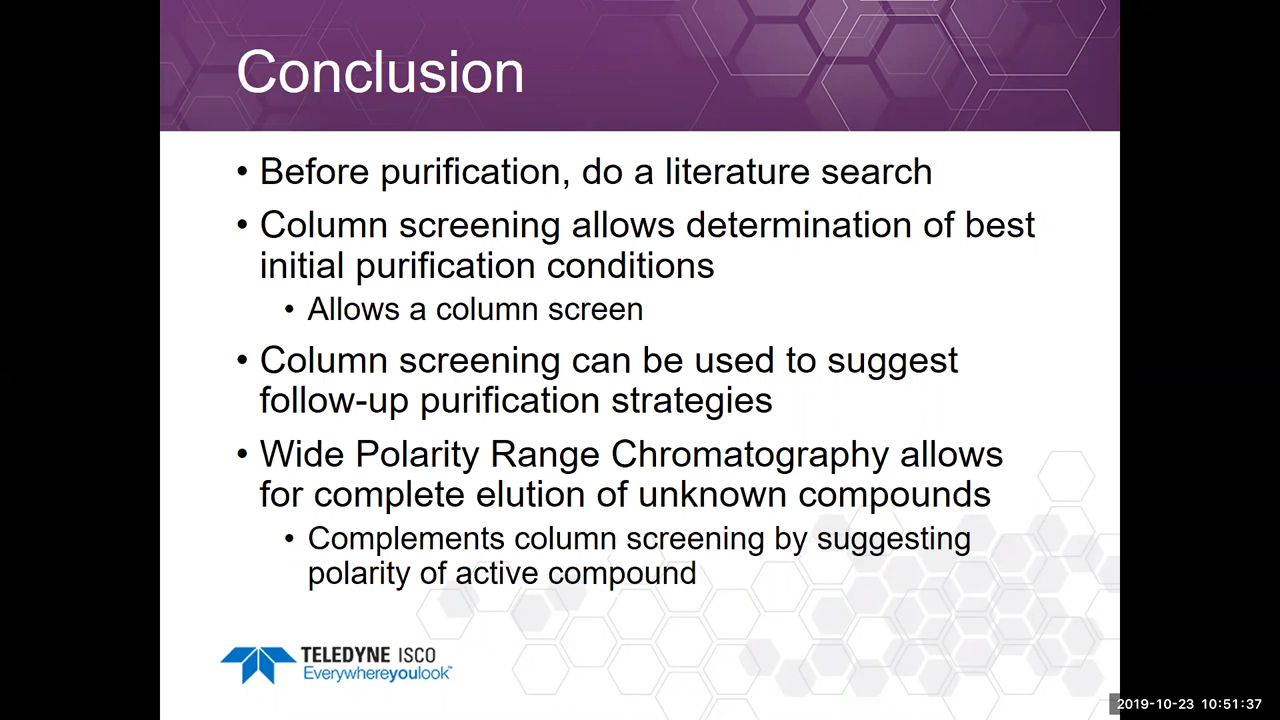 Conclusion
• Before purification, do a literature search
• Column screening allows determination of best
initial purification conditions
• Allows a column screen
• Column screening can be used to suggest
follow-up purification strategies
• Wide Polarity Range Chromatography allows
for complete elution of unknown compounds
• Complements column screening by suggesting
polarity of active compound
TELEDYNE ISCO
Everywhereyoulook™
2019-10-23 10:51:37